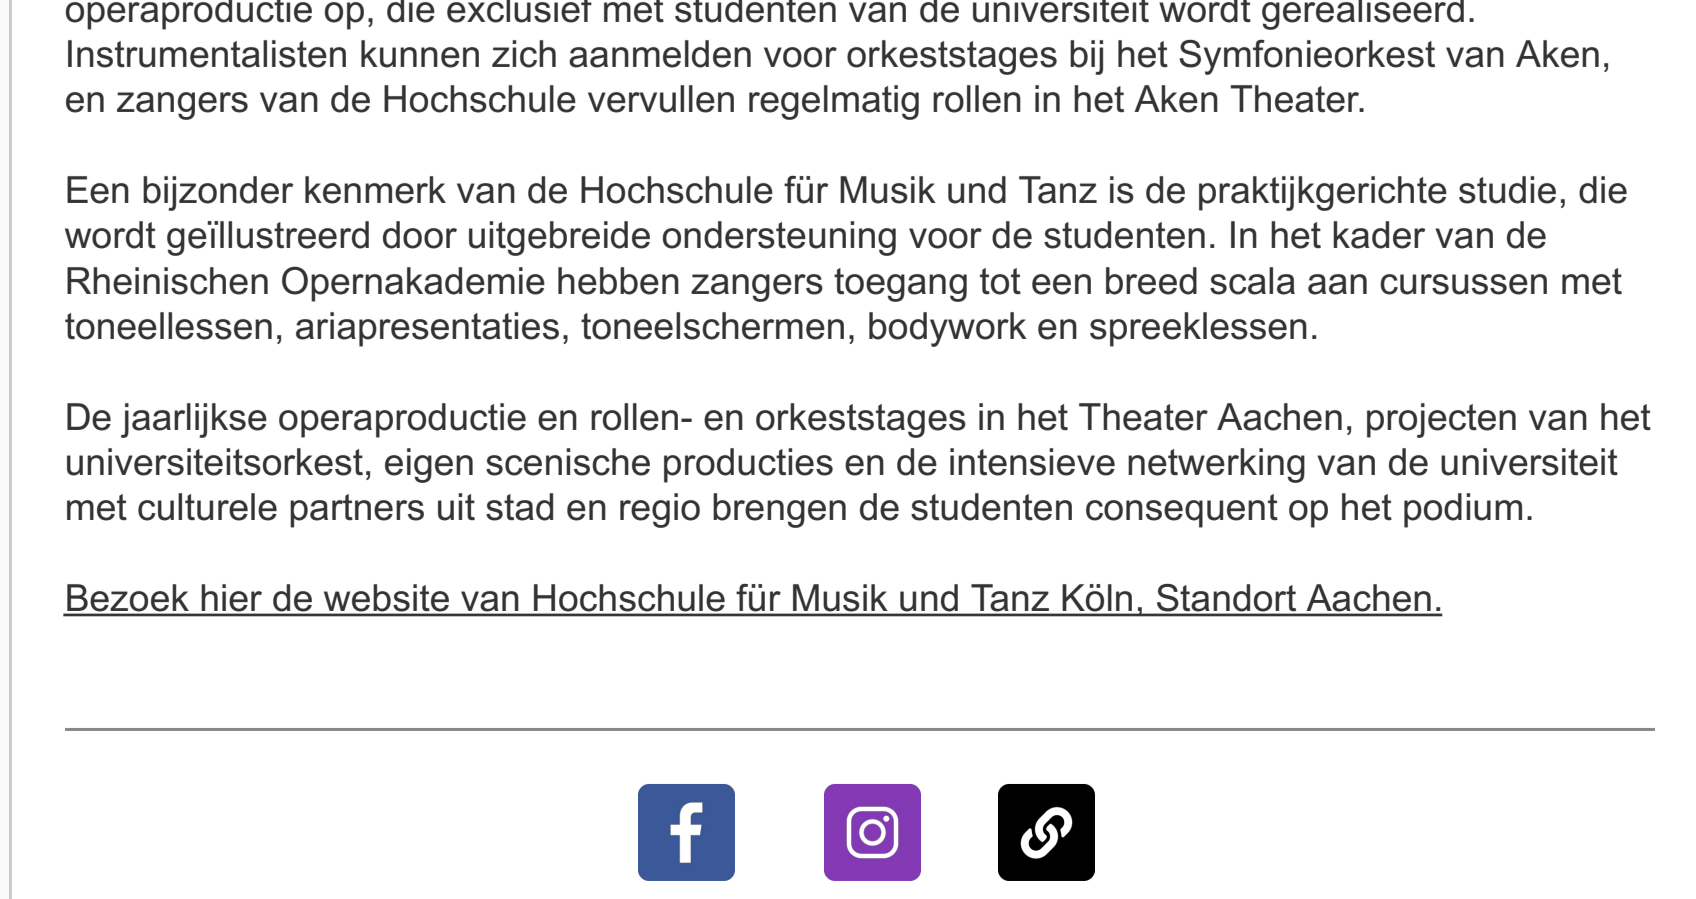 operaproductie op, die exclusief met studenten van de universiteit wordt gerealiseerd.
Instrumentalisten kunnen zich aanmelden voor orkeststages bij het Symfonieorkest van Aken,
en zangers van de Hochschule vervullen regelmatig rollen in het Aken Theater.
Een bijzonder kenmerk van de Hochschule für Musik und Tanz is de praktijkgerichte studie, die
wordt geïllustreerd door uitgebreide ondersteuning voor de studenten. In het kader van de
Rheinischen Opernakademie hebben zangers toegang tot een breed scala aan cursussen met
toneellessen, ariapresentaties, toneelschermen, bodywork en spreeklessen.
De jaarlijkse operaproductie en rollen- en orkeststages in het Theater Aachen, projecten van het
universiteitsorkest, eigen scenische producties en de intensieve netwerking van de universiteit
met culturele partners uit stad en regio brengen de studenten consequent op het podium.
Bezoek hier de website van Hochschule für Musik und Tanz Köln, Standort Aachen.